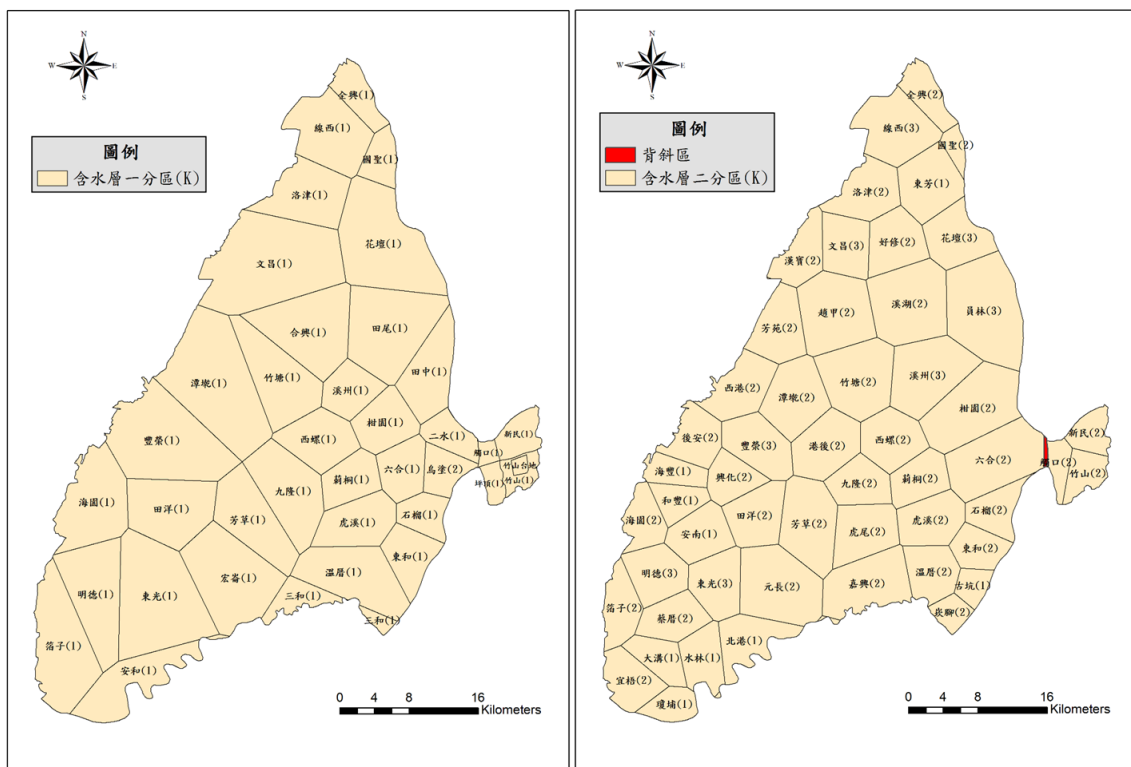 N
W
E
S
圖例
含水層一分區(K)
全興(1)
線西(1)
國聖(1)
洛津(1)
花壇(1)
文昌(1)
合興(1)
田尾(1)
田中(1)
竹塘(1)
潭墘(1)
溪州(1)
柑園(1)
豐榮(1)
西螺(1)
二水(1)
新民(1)
觸口(1)
竹山台地
六合(1)
烏塗(2)
坪頂(1)
竹山(1)
九隆(1)
莿桐(1)
海園(1)
田洋(1)
芳草(1)
虎溪(1)
石榴(1)
東和(1)
宏崙(1)
溫厝(1)
明德(1)
東光(1)
三和(1)
三和(1)
箔子(1)
安和(1)
0 4 8 16
Kilometers
N
W
E
S
圖例
背斜區
含水層二分區(K)
全興(2)
線西(3)
國聖(2)
東芳(1)
洛津(2)
花壇(3)
文昌(3)
好修(2)
漢寶(2)
溪湖(2)
員林(3)
趙甲(2)
芳苑(2)
溪州(3)
西港(2)
竹塘(2)
潭墘(2)
柑園(2)
後安(2)
豐榮(3)
港後(2)
西螺(2)
新民(2)
六合(2)
觸口(2)
海豐(1)
興化(2)
竹山(2)
九隆(2)
莿桐(2)
和豐(1)
海園(2)
田洋(2)
石榴(2)
安南(1)
芳草(2)
虎尾(2)
虎溪(2)
東和(2)
明德(3)
東光(3)
元長(2)
嘉興(2)
溫厝(2)
古坑(1)
箔子(2)
蔡厝(2)
崁腳(2)
北港(1)
大溝(1)
水林(1)
宜梧(2)
瓊埔(1)
0 4 8 16
Kilometers